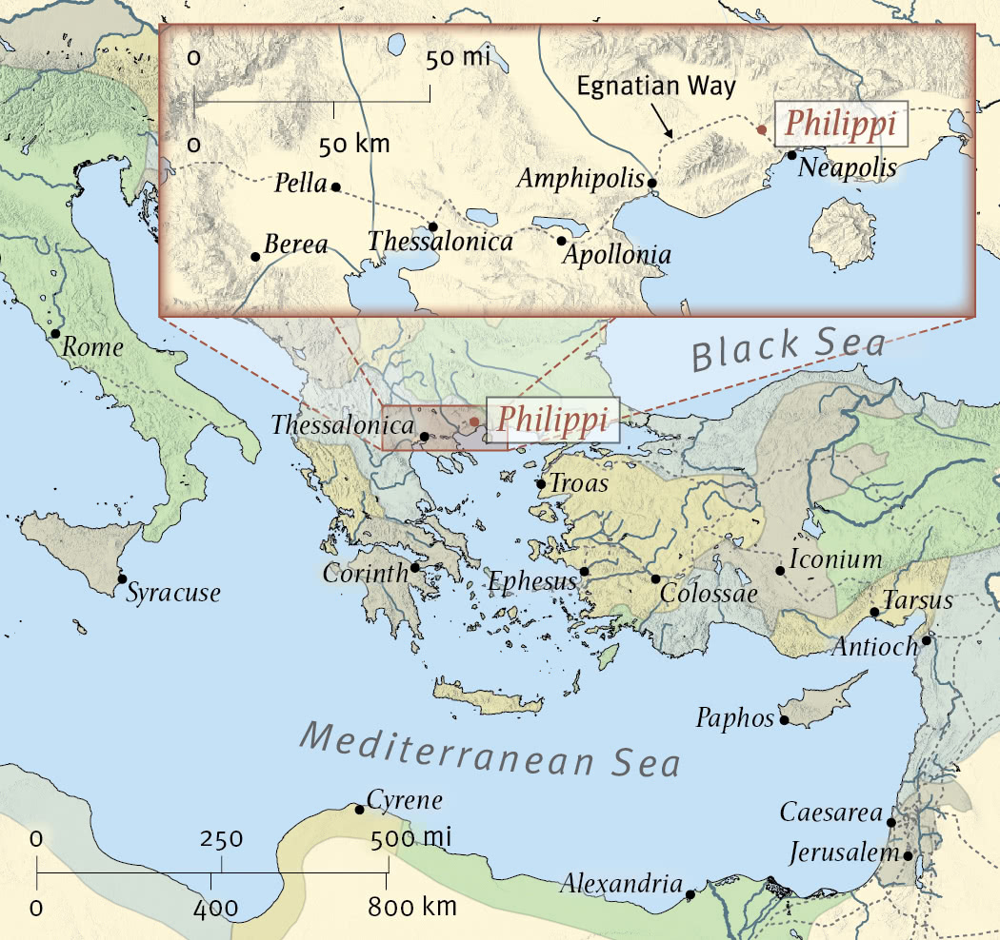 0 50 mi
0 50 km
Egnatian Way
Philippi
Neapolis
Amphipolis
Pella
Thessalonica
Apollonia
Berea
Black Sea
Rome
Thessalonica
Philippi
Troas
Corinth
Ephesus
Colossae
Iconium
Tarsus
Antioch
Syracuse
Paphos
Mediterranean Sea
Cyrene
Caesarea
Jerusalem
Alexandria
0 250 500 mi
0 400 800 km